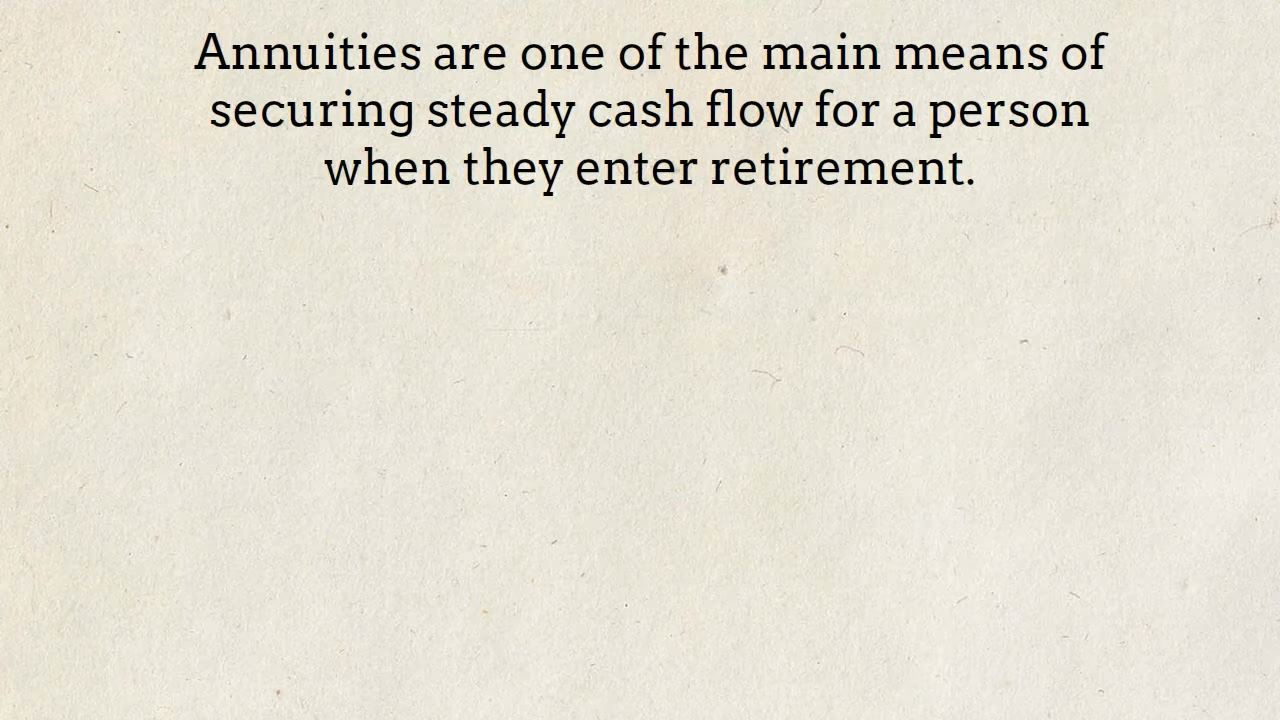 Annuities are one of the main means of
securing steady cash flow for a person
when they enter retirement.